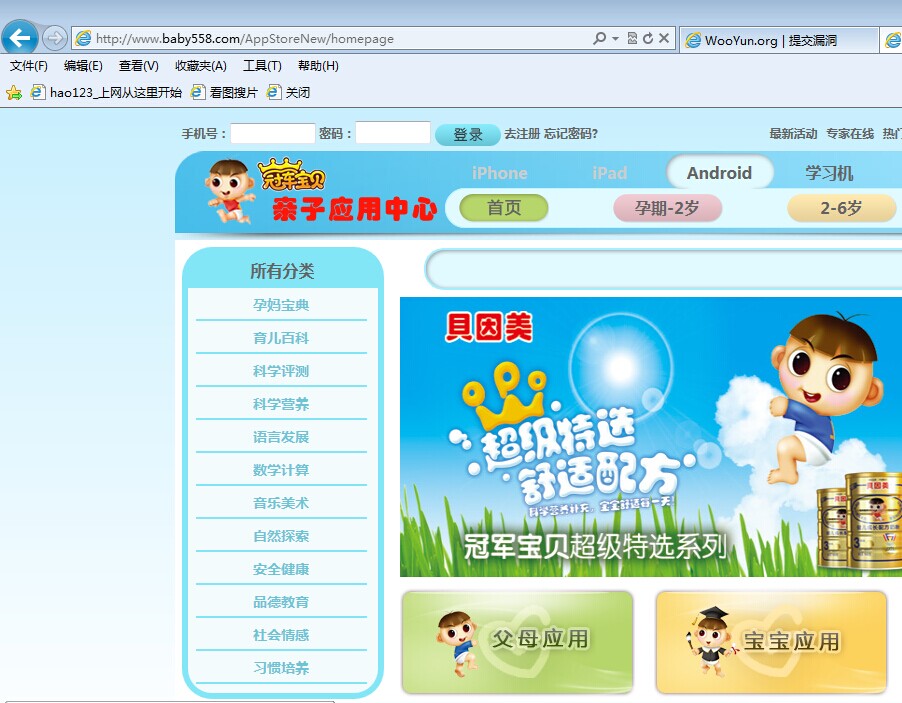 http://www.baby558.com/AppStoreNew/homepage
WooYun.org | 提交漏洞
文件(F) 编辑(E) 查看(V) 收藏夹(A) 工具(T) 帮助(H)
hao123_上网从这里开始 看图搜片 关闭
手机号： 密码： 登录 去注册 忘记密码? 最新活动 专家在线 热门
冠军宝贝
亲子应用中心
iPhone iPad Android 学习机
首页 孕期-2岁 2-6岁
所有分类
孕妈宝典
育儿百科
科学评测
科学营养
语言发展
数学计算
音乐美术
自然探索
安全健康
品德教育
社会情感
习惯培养
貝因美
超级特选
舒适配方
科学营养补充，宝宝舒适每一天!
冠军宝贝超级特选系列
貝因美
3
3
父母应用
宝宝应用